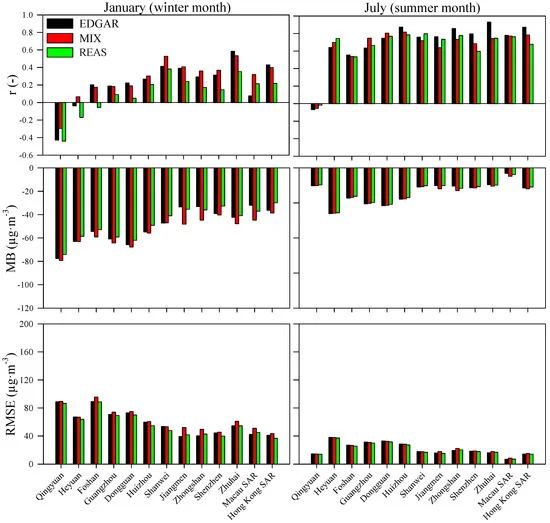 January (winter month)
July (summer month)
r (-)
1.0
0.8
0.6
0.4
0.2
0.0
-0.2
-0.4
-0.6
EDGAR
MIX
REAS
MB (µg·m-3)
0
-20
-40
-60
-80
-100
-120
RMSE (µg·m-3)
200
160
120
80
40
0
Qingyuan
Heyuan
Foshan
Guangzhou
Dongguan
Huizhou
Shanwei
Jiangmen
Zhongshan
Shenzhen
Zhuhai
Macau SAR
Hong Kong SAR
Qingyuan
Heyuan
Foshan
Guangzhou
Dongguan
Huizhou
Shanwei
Jiangmen
Zhongshan
Shenzhen
Zhuhai
Macau SAR
Hong Kong SAR